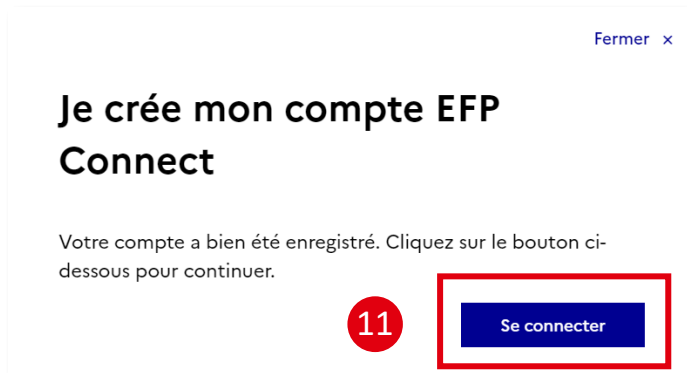 Fermer ×
Je crée mon compte EFP
Connect
Votre compte a bien été enregistré. Cliquez sur le bouton ci-
dessous pour continuer.
11
Se connecter